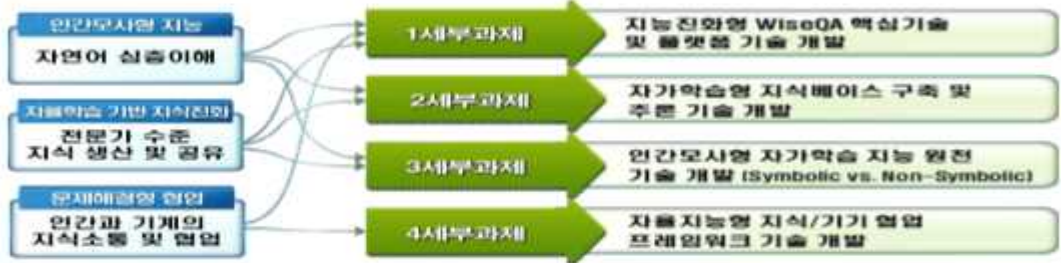 인간모사형 지능
자연어 심층이해
자율학습 기반 지식진화
전문가 수준
지식 생산 및 공유
문제해결형 협업
인간과 기계의
지식소통 및 협업
1세부과제
2세부과제
3세부과제
4세부과제
지능진화형 WiseQA 핵심기술
및 플랫폼 기술 개발
자가학습형 지식베이스 구축 및
추론 기술 개발
인간모사형 자가학습 지능 원천
기술 개발 (Symbolic vs. Non-Symbolic)
자율지능형 지식/기기 협업
프레임워크 기술 개발